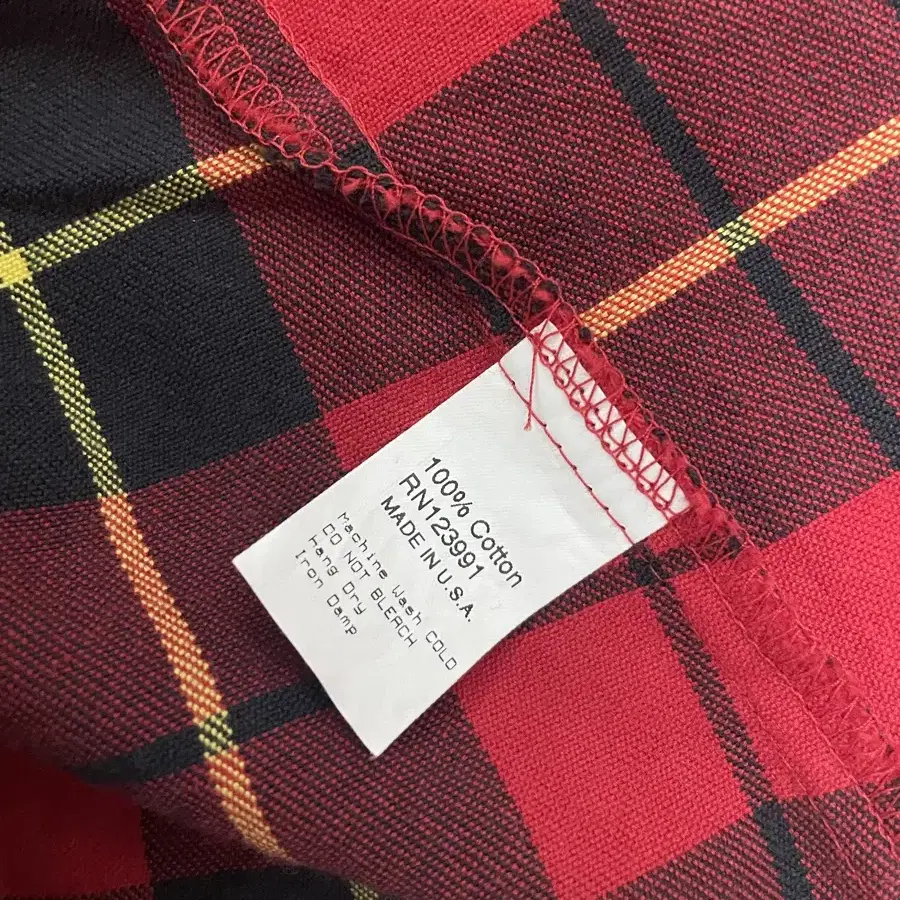 100% Cotton
RN123991
MADE IN U.S.A.
Machine Wash COLD
DO NOT BLEACH
Hang Dry
Iron Damp